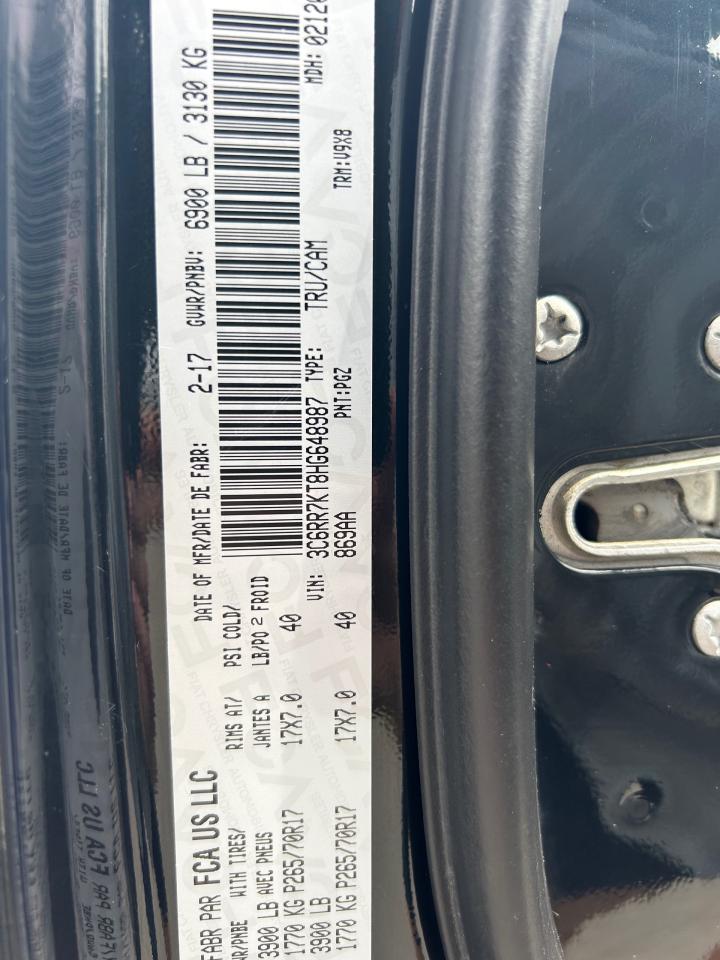 FABR PAR FCA US LLC DATE OF MFR/DATE DE FABR: 2-17 GVWR/PNBV: 6900 LB / 3130 KG
WR/PNBE WITH TIRES/ RIMS AT/ PSI COLD/
3900 LB AVEC PNEUS JANTES A LB/PO 2 FROID
1770 KG P265/70R17 17X7.0 40
3900 LB VIN: 3C6RR7KT8HG648987 TYPE: TRU/CAM MDH: 0212
869AA PNT:PGZ TRM:V9X8
1770 KG P265/70R17 17X7.0 40